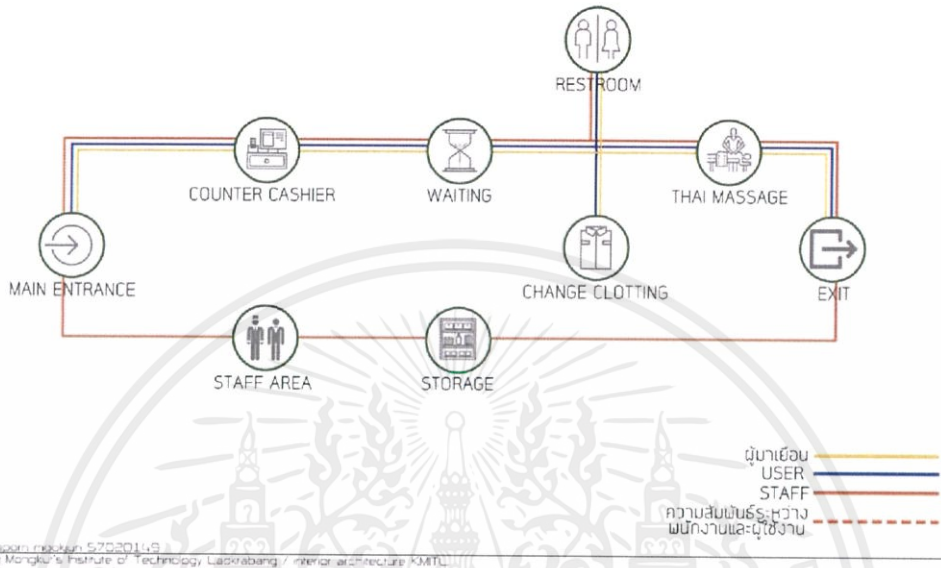 RESTROOM
COUNTER CASHIER
WAITING
THAI MASSAGE
MAIN ENTRANCE
CHANGE CLOTTING
EXIT
STAFF AREA
STORAGE
ผู้มาเยือน
USER
STAFF
ความสัมพันธ์ระหว่าง
พนักงานและผู้ใช้งาน
57020149
Mongkut's Institute of Technology Ladkrabang / interior architecture KMITL